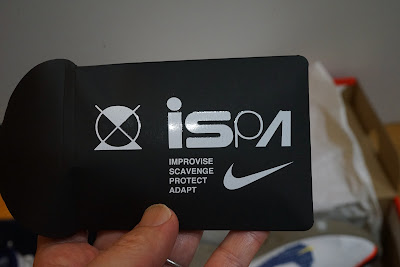 ispA
IMPROVISE
SCAVENGE
PROTECT
ADAPT